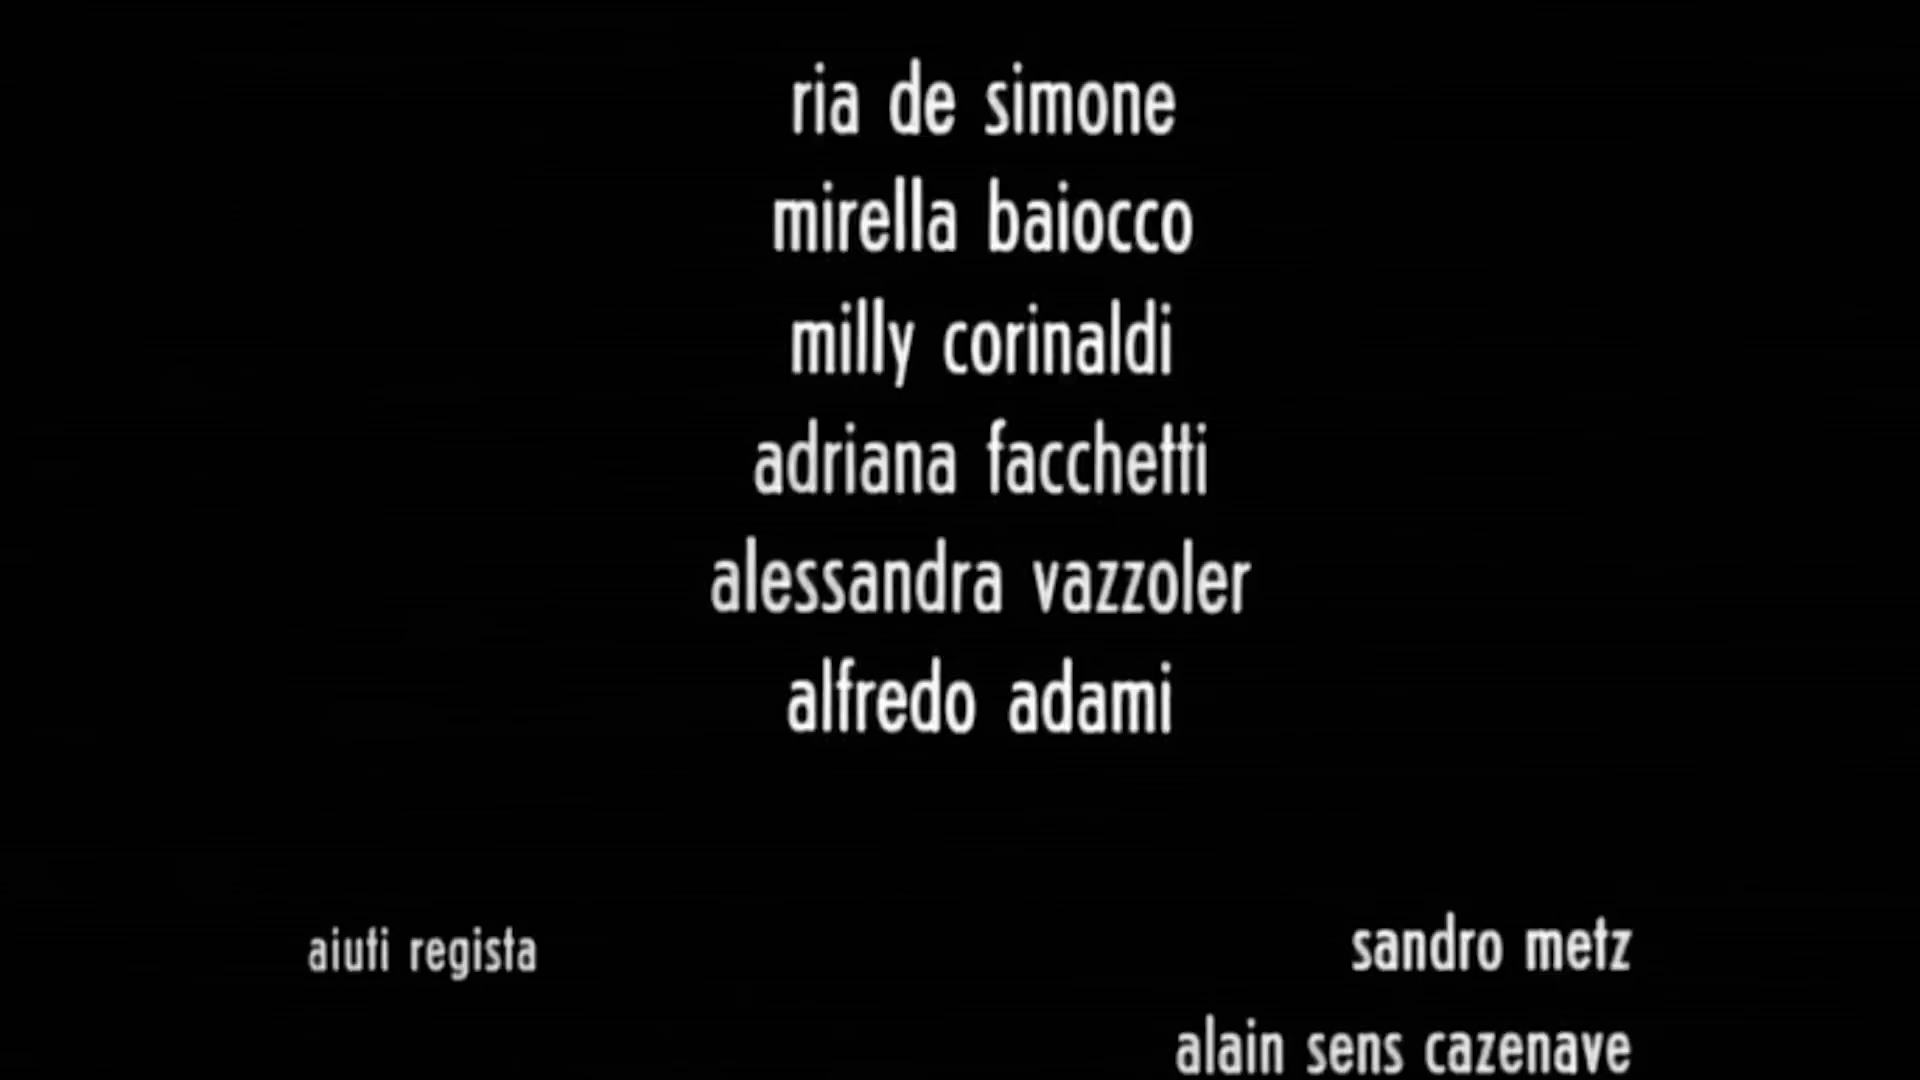 ria de simone
mirella baiocco
milly corinaldi
adriana facchetti
alessandra vazzoler
alfredo adami
aiuti regista sandro metz
alain sens cazenave